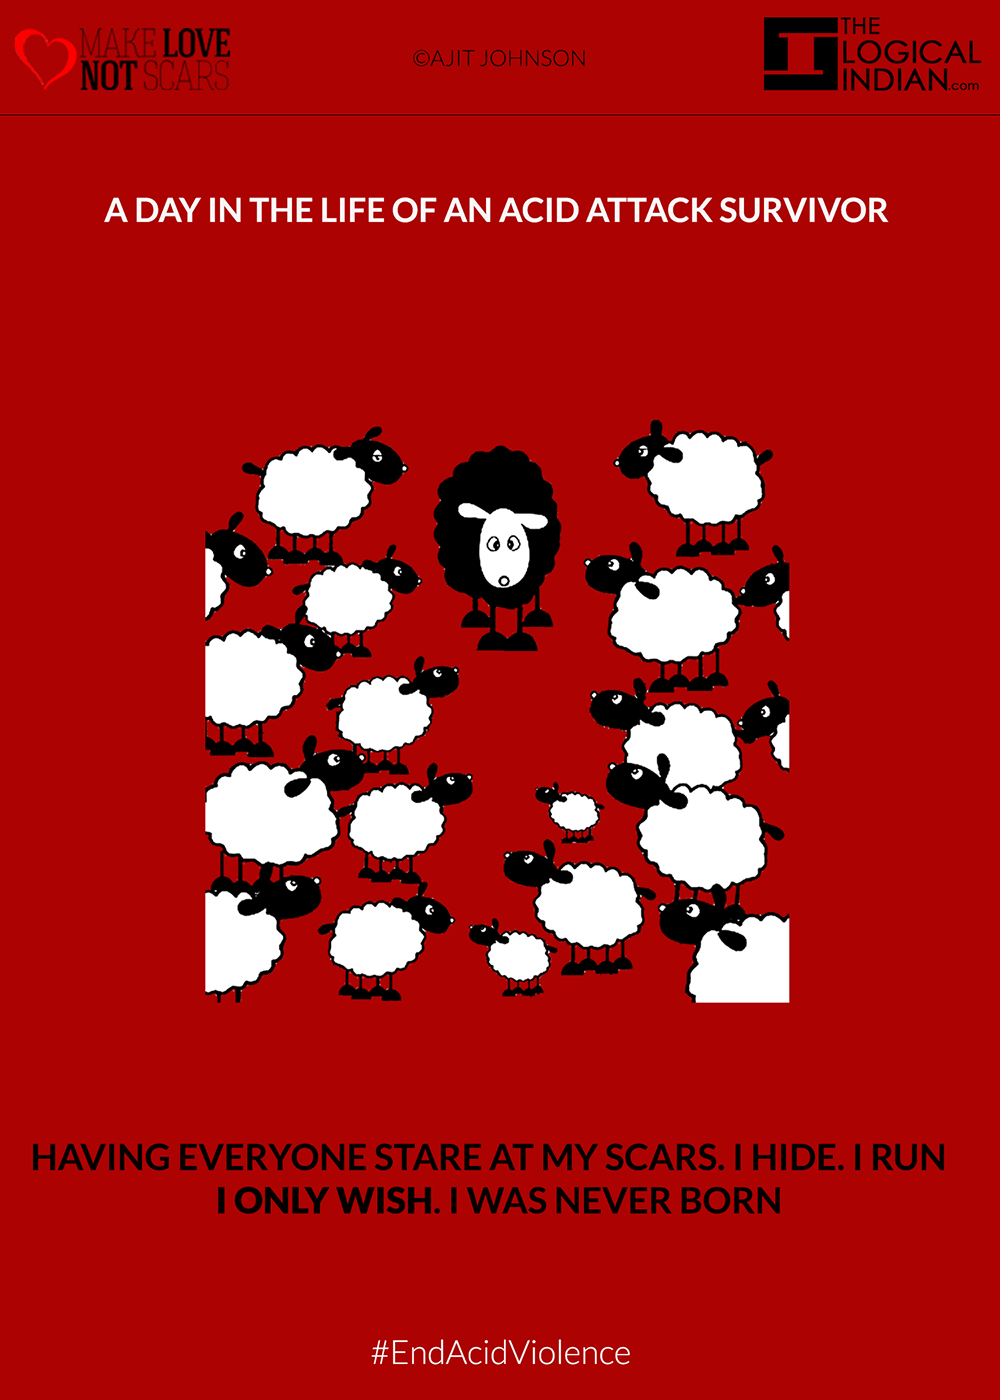 MAKE LOVE
NOT SCARS
©AJIT JOHNSON
THE
LOGICAL
INDIAN.com
A DAY IN THE LIFE OF AN ACID ATTACK SURVIVOR
HAVING EVERYONE STARE AT MY SCARS. I HIDE. I RUN
I ONLY WISH. I WAS NEVER BORN
#EndAcidViolence